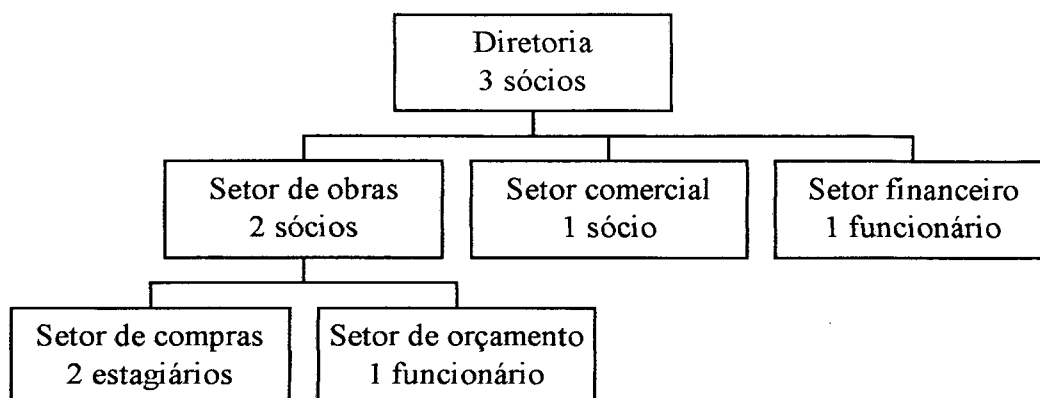 Diretoria
3 sócios
Setor de obras
2 sócios
Setor comercial
1 sócio
Setor financeiro
1 funcionário
Setor de compras
2 estagiários
Setor de orçamento
1 funcionário